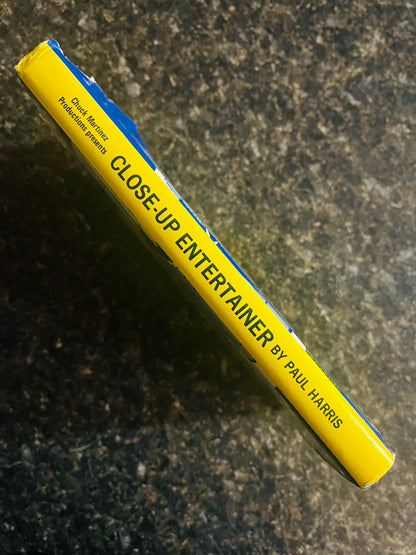 Chuck Martinez
Productions presents
CLOSE-UP ENTERTAINER BY PAUL HARRIS